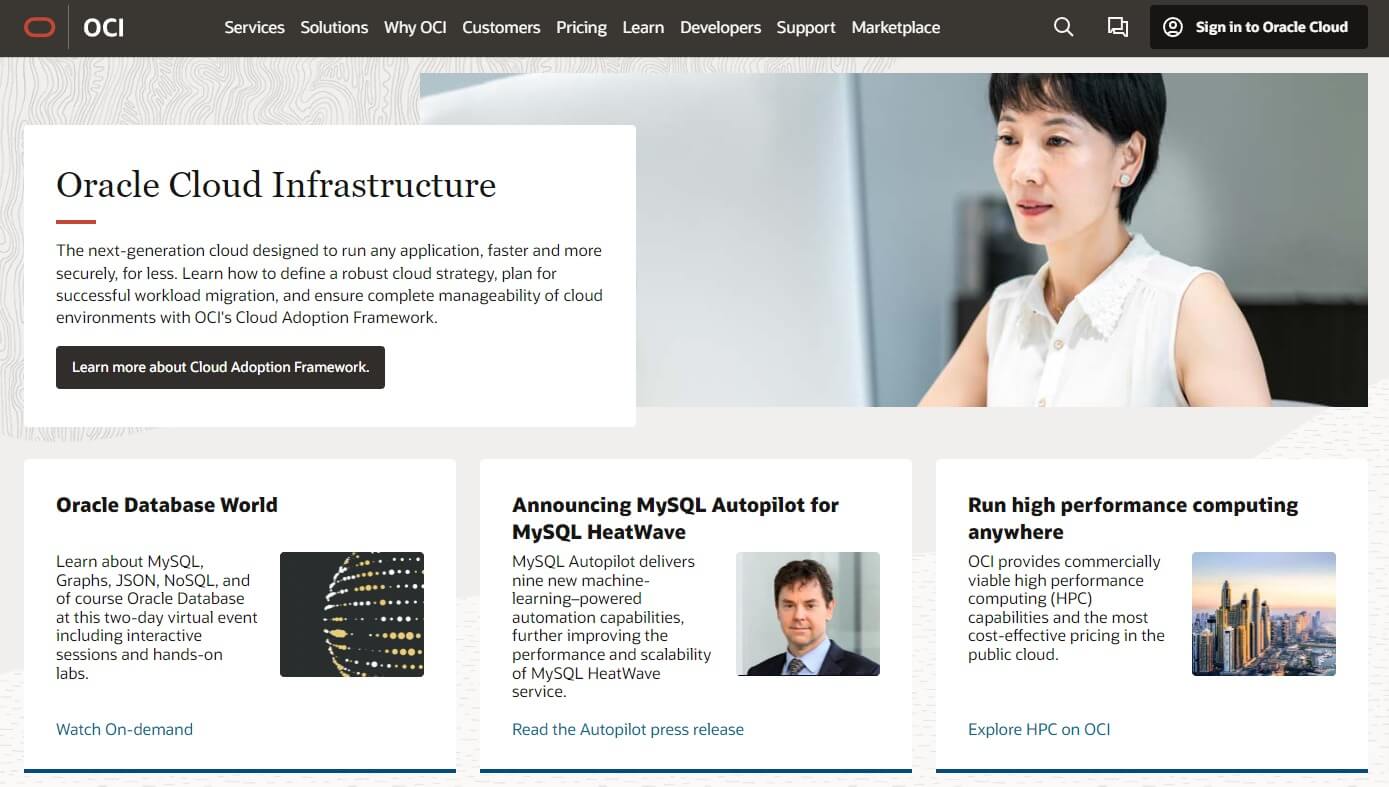 OCI
Services Solutions Why OCI Customers Pricing Learn Developers Support Marketplace
Sign in to Oracle Cloud
Oracle Cloud Infrastructure
The next-generation cloud designed to run any application, faster and more
securely, for less. Learn how to define a robust cloud strategy, plan for
successful workload migration, and ensure complete manageability of cloud
environments with OCI's Cloud Adoption Framework.
Learn more about Cloud Adoption Framework.
Oracle Database World
Learn about MySQL,
Graphs, JSON, NoSQL, and
of course Oracle Database
at this two-day virtual event
including interactive
sessions and hands-on
labs.
Watch On-demand
Announcing MySQL Autopilot for
MySQL HeatWave
MySQL Autopilot delivers
nine new machine-
learning–powered
automation capabilities,
further improving the
performance and scalability
of MySQL HeatWave
service.
Read the Autopilot press release
Run high performance computing
anywhere
OCI provides commercially
viable high performance
computing (HPC)
capabilities and the most
cost-effective pricing in the
public cloud.
Explore HPC on OCI